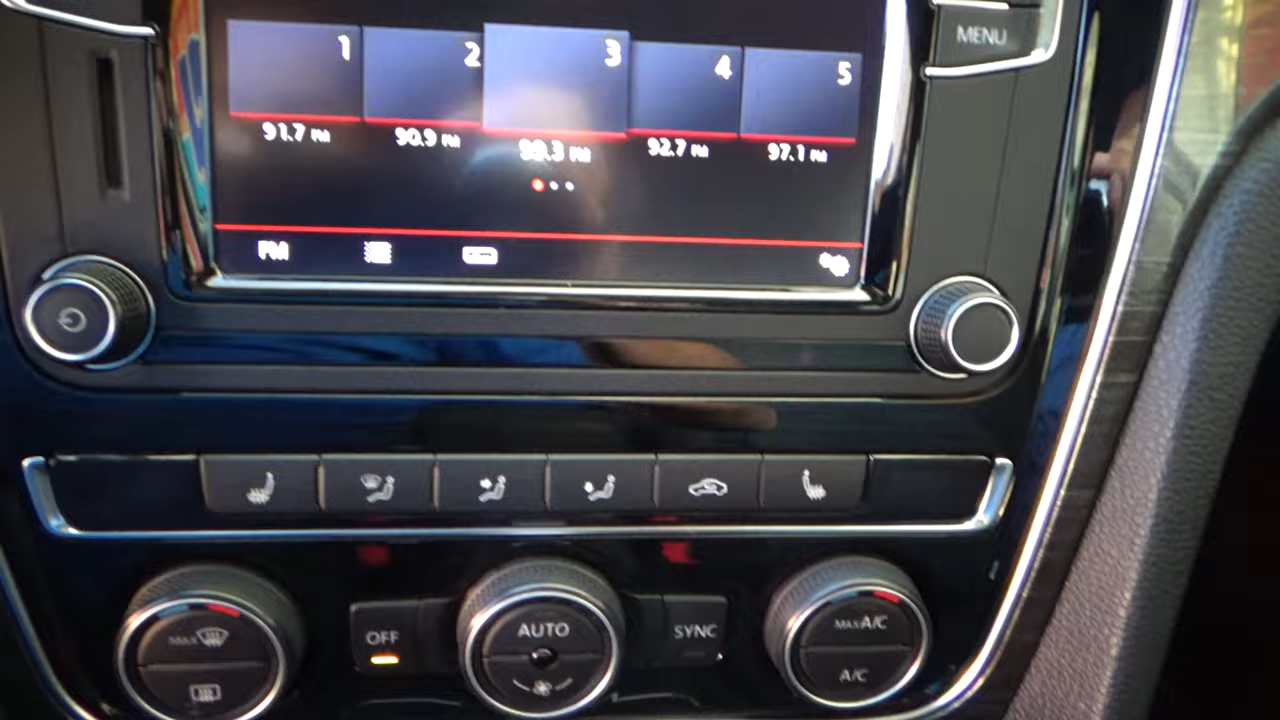 MENU
1 2 3 4 5
91.7 FM 90.9 FM 99.3 FM 92.7 FM 97.1 FM
FM
MAX
OFF
AUTO
SYNC
MAX A/C
A/C